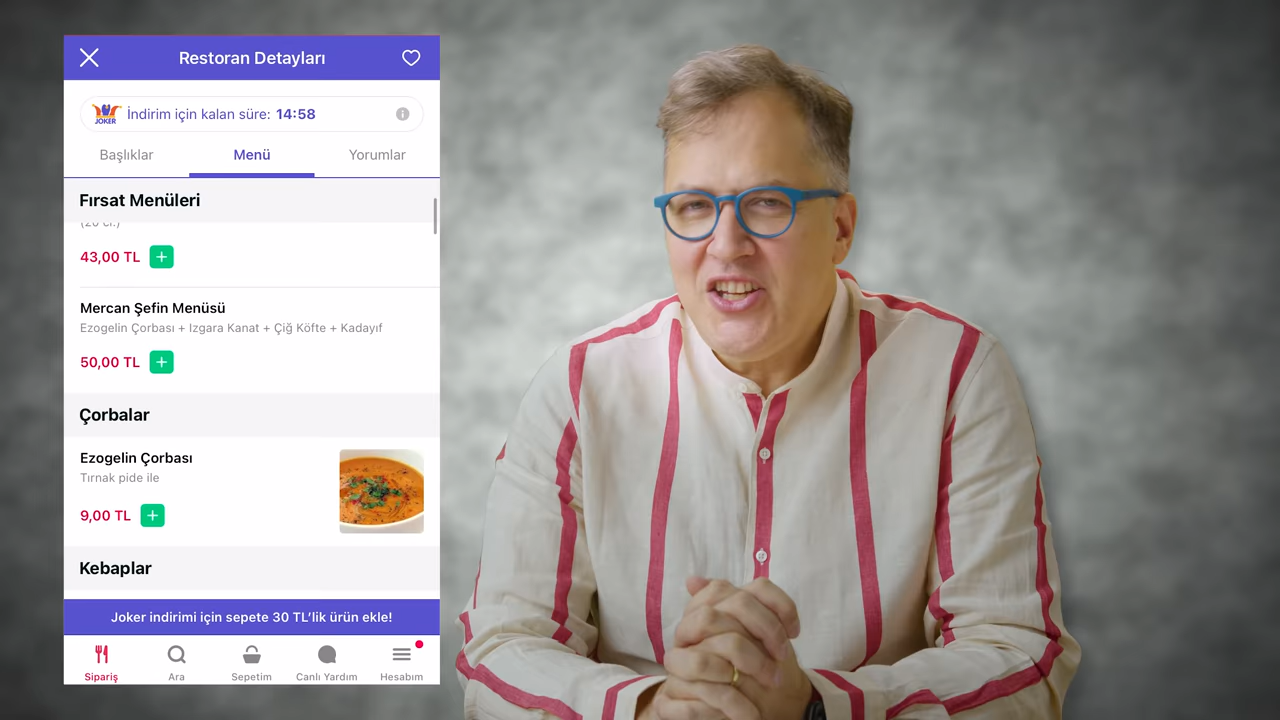 Restoran Detayları
JOKER
İndirim için kalan süre: 14:58
Başlıklar
Menü
Yorumlar
Fırsat Menüleri
(20 cl.)
43,00 TL
Mercan Şefin Menüsü
Ezogelin Çorbası + Izgara Kanat + Çiğ Köfte + Kadayıf
50,00 TL
Çorbalar
Ezogelin Çorbası
Tırnak pide ile
9,00 TL
Kebaplar
Joker indirimi için sepete 30 TL'lik ürün ekle!
Sipariş
Ara
Sepetim
Canlı Yardım
Hesabım